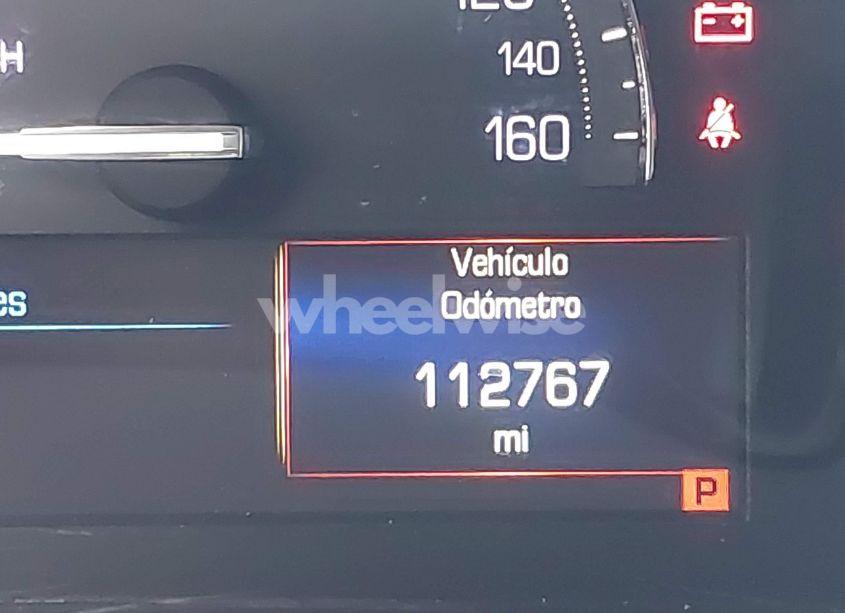 140
160
Vehículo
Odómetro
wheelwise
112767
mi
P